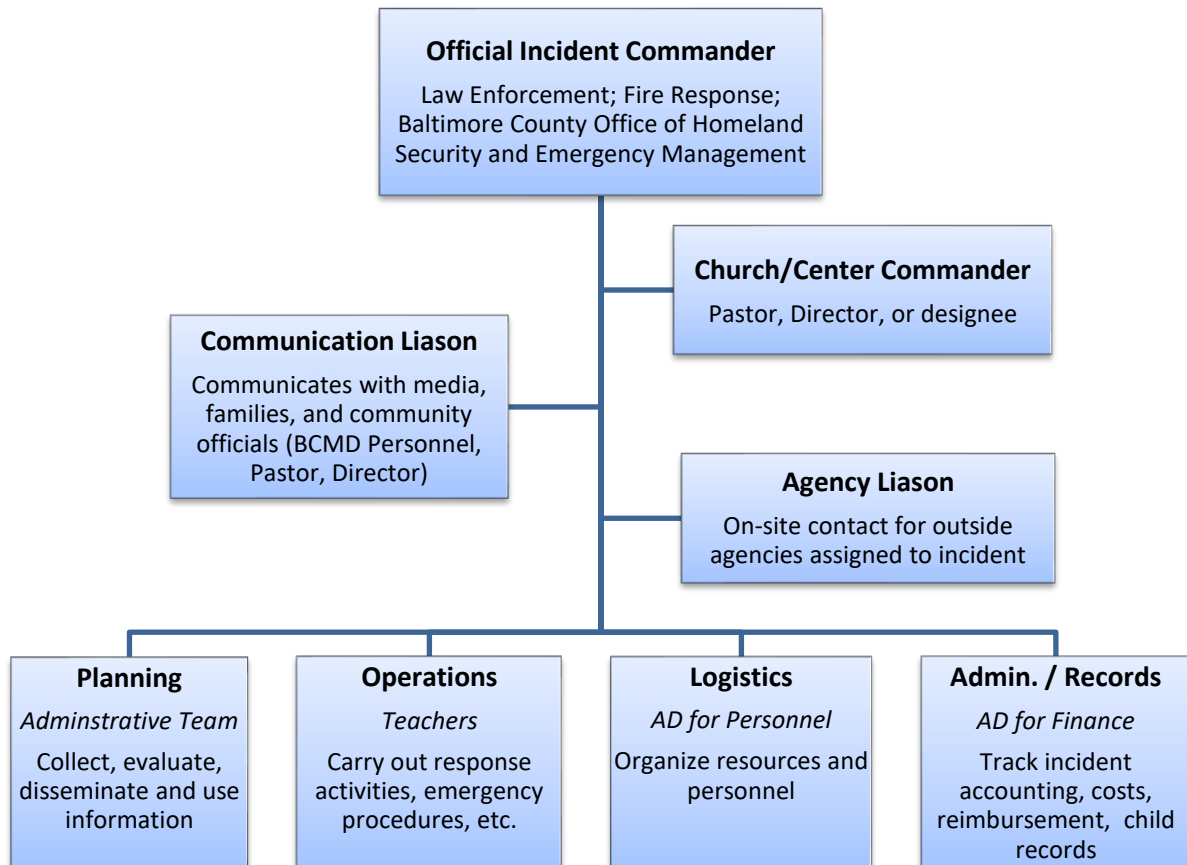 Official Incident Commander
Law Enforcement; Fire Response;
Baltimore County Office of Homeland
Security and Emergency Management
Church/Center Commander
Pastor, Director, or designee
Communication Liason
Communicates with media,
families, and community
officials (BCMD Personnel,
Pastor, Director)
Agency Liason
On-site contact for outside
agencies assigned to incident
Planning
Adminstrative Team
Collect, evaluate,
disseminate and use
information
Operations
Teachers
Carry out response
activities, emergency
procedures, etc.
Logistics
AD for Personnel
Organize resources and
personnel
Admin. / Records
AD for Finance
Track incident
accounting, costs,
reimbursement, child
records